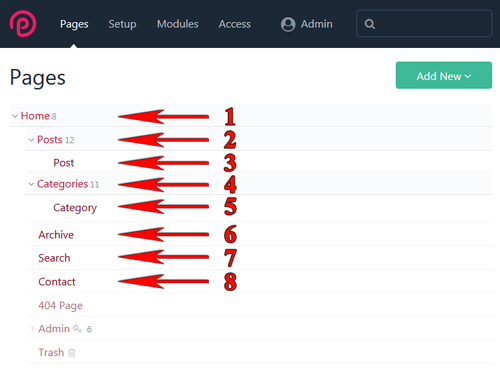 Pages Setup Modules Access Admin
Pages
Add New
Home 8 1
Posts 12 2
Post 3
Categories 11 4
Category 5
Archive 6
Search 7
Contact 8
404 Page
Admin 6
Trash